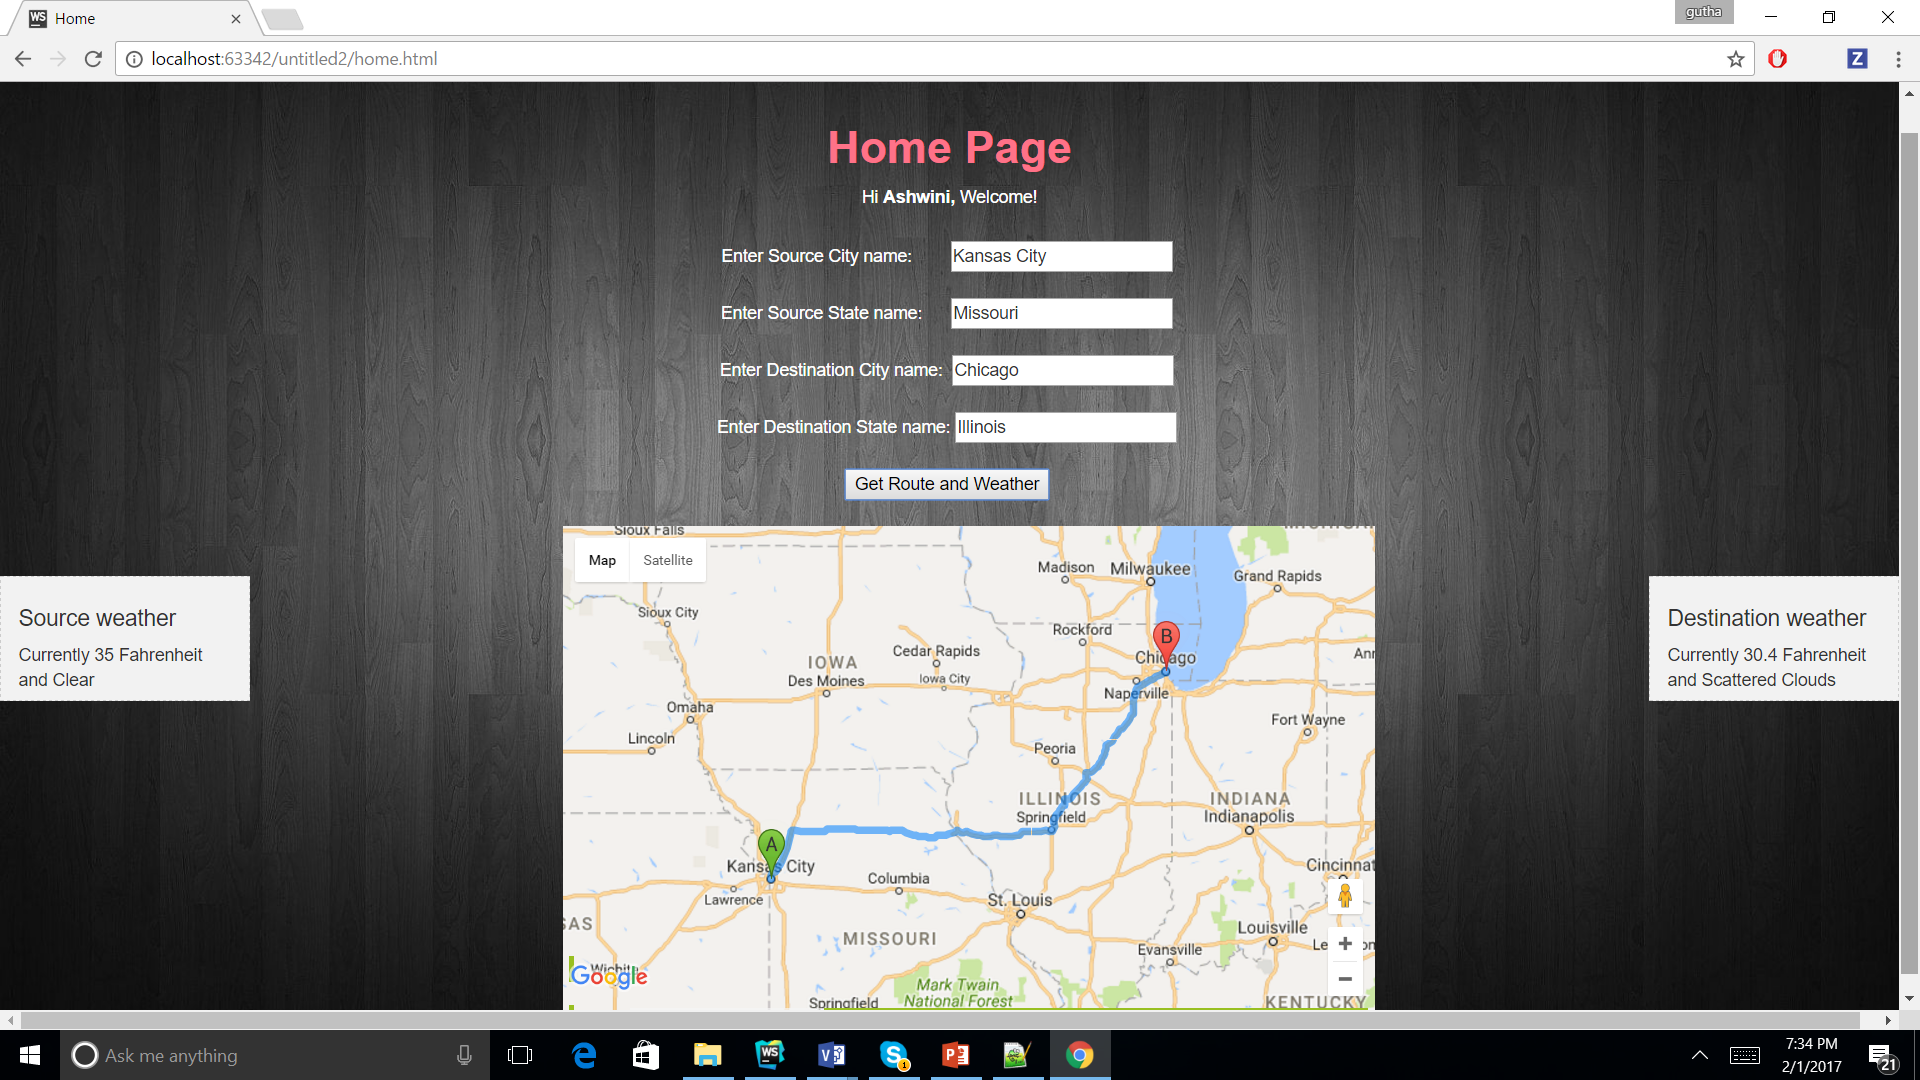 WS Home
gutha
localhost:63342/untitled2/home.html
Z
Home Page
Hi Ashwini, Welcome!
Enter Source City name: Kansas City
Enter Source State name: Missouri
Enter Destination City name: Chicago
Enter Destination State name: Illinois
Get Route and Weather
Source weather
Currently 35 Fahrenheit
and Clear
Destination weather
Currently 30.4 Fahrenheit
and Scattered Clouds
Map Satellite
Sioux Falls
Madison
Milwaukee
Grand Rapids
Sioux City
Rockford
B
Cedar Rapids
Chicago
IOWA
Des Moines
Iowa City
Naperville
Omaha
Fort Wayne
Lincoln
Peoria
ILLINOIS
INDIANA
Springfield
Indianapolis
A
Kansas City
Columbia
Lawrence
St. Louis
Louisville
MISSOURI
Evansville
Google
Mark Twain
National Forest
Springfield
KENTUCKY
Ask me anything
WS
7:34 PM
2/1/2017
1
21